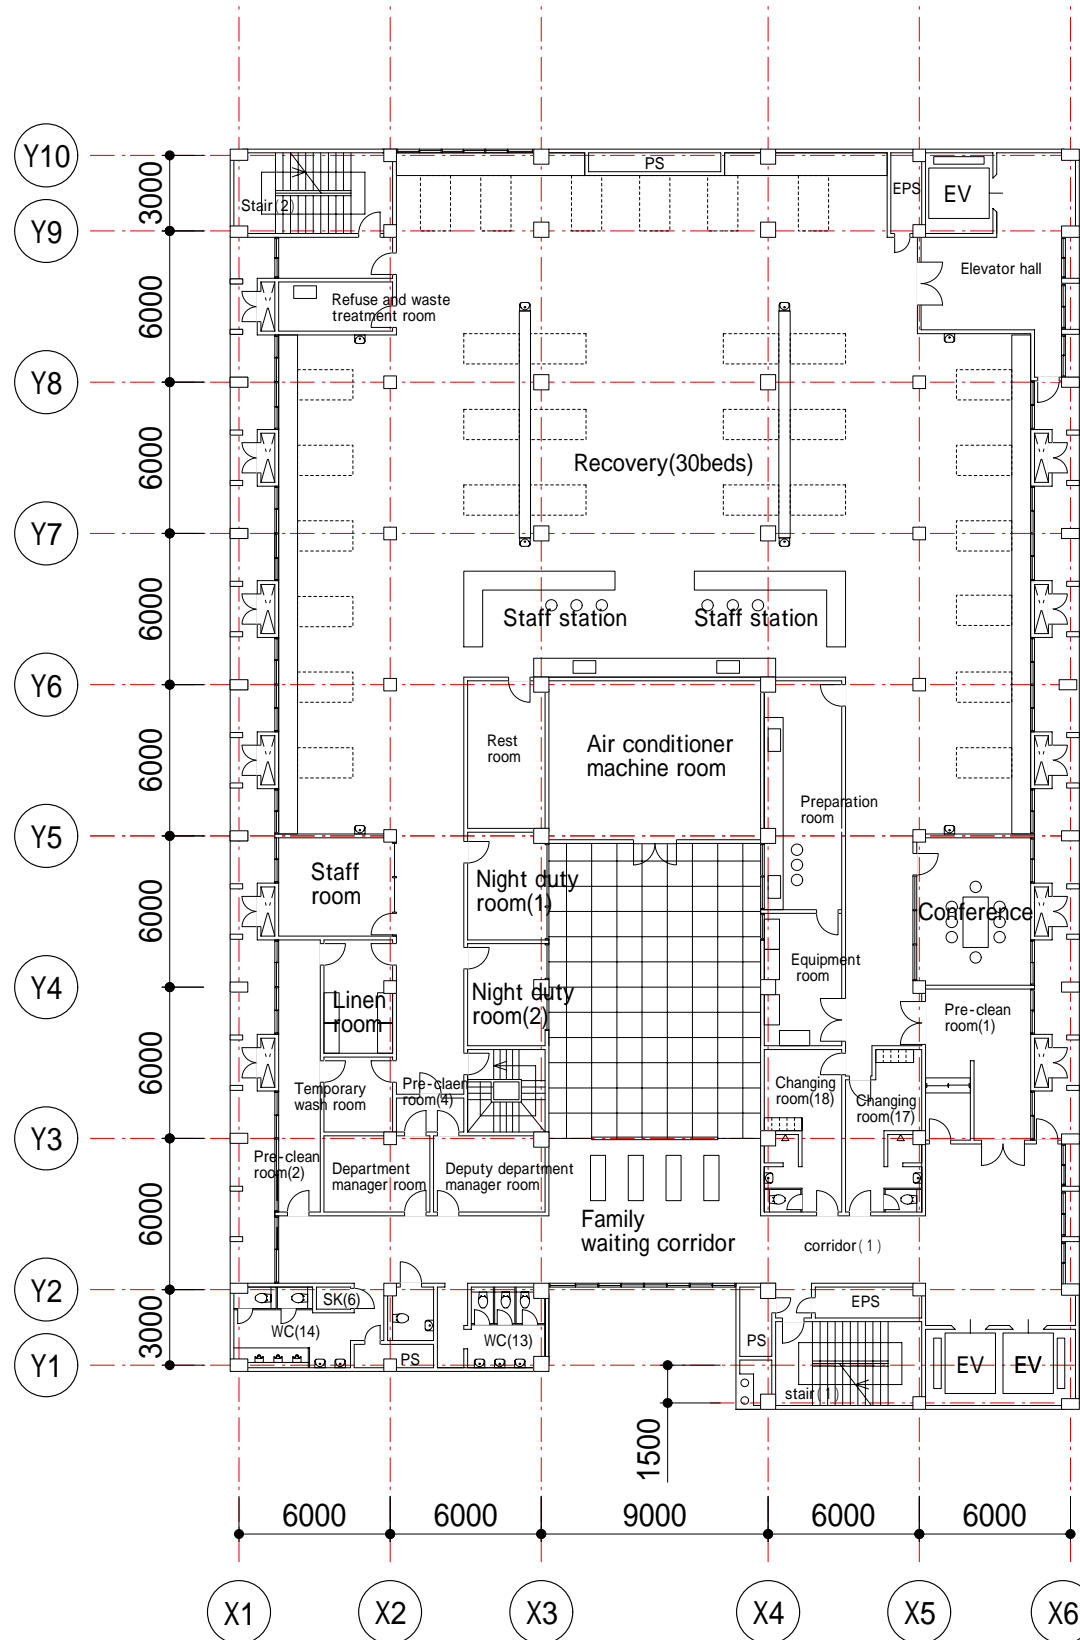 Y10
PS
EPS
EV
3000
Stair(2)
Y9
Elevator hall
Refuse and waste
treatment room
6000
Y8
6000
Recovery(30beds)
Y7
6000
Staff station
Staff station
Y6
Rest
room
Air conditioner
machine room
6000
Preparation
room
Y5
Staff
room
Night duty
room(1)
6000
Conference
Equipment
room
Y4
Linen
room
Night duty
room(2)
Pre-clean
room(1)
6000
Temporary
wash room
Pre-claen
room(4)
Changing
room(18)
Changing
room(17)
Y3
Pre-clean
room(2)
Department
manager room
Deputy department
manager room
6000
Family
waiting corridor
corridor(1)
Y2
SK(6)
EPS
3000
WC(14)
WC(13)
PS
PS
Y1
EV
EV
stair(1)
1500
6000
6000
9000
6000
6000
X1
X2
X3
X4
X5
X6